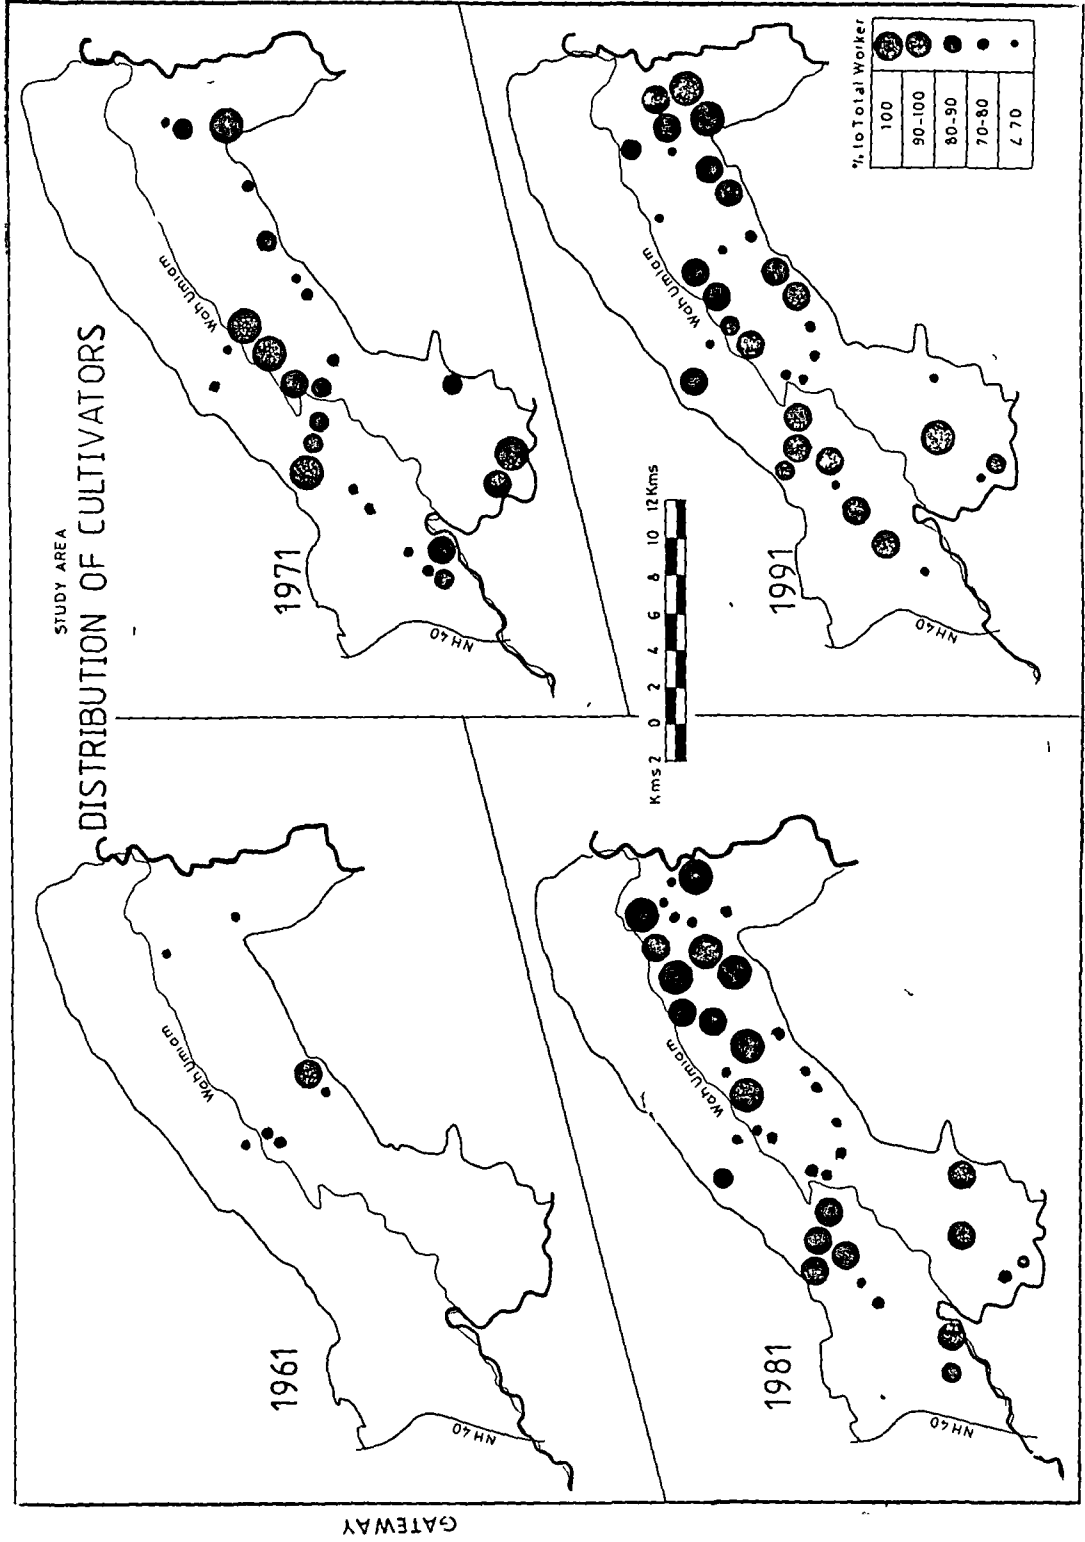 STUDY AREA
DISTRIBUTION OF CULTIVATORS
1961
Wah Umiam
NH 40
1971
Wah Umiam
NH 40
1981
Wah Umiam
NH 40
1991
Wah Umiam
NH 40
Kms 2 0 2 4 6 8 10 12 Kms
% to Total Worker
100
90-100
80-90
70-80
∠ 70
GATEWAY